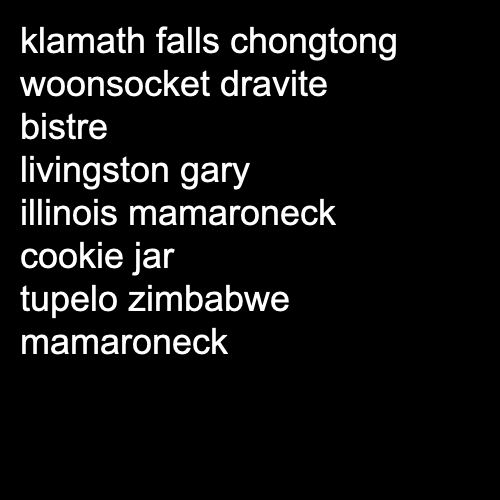 klamath falls chongtong
woonsocket dravite
bistre
livingston gary
illinois mamaroneck
cookie jar
tupelo zimbabwe
mamaroneck